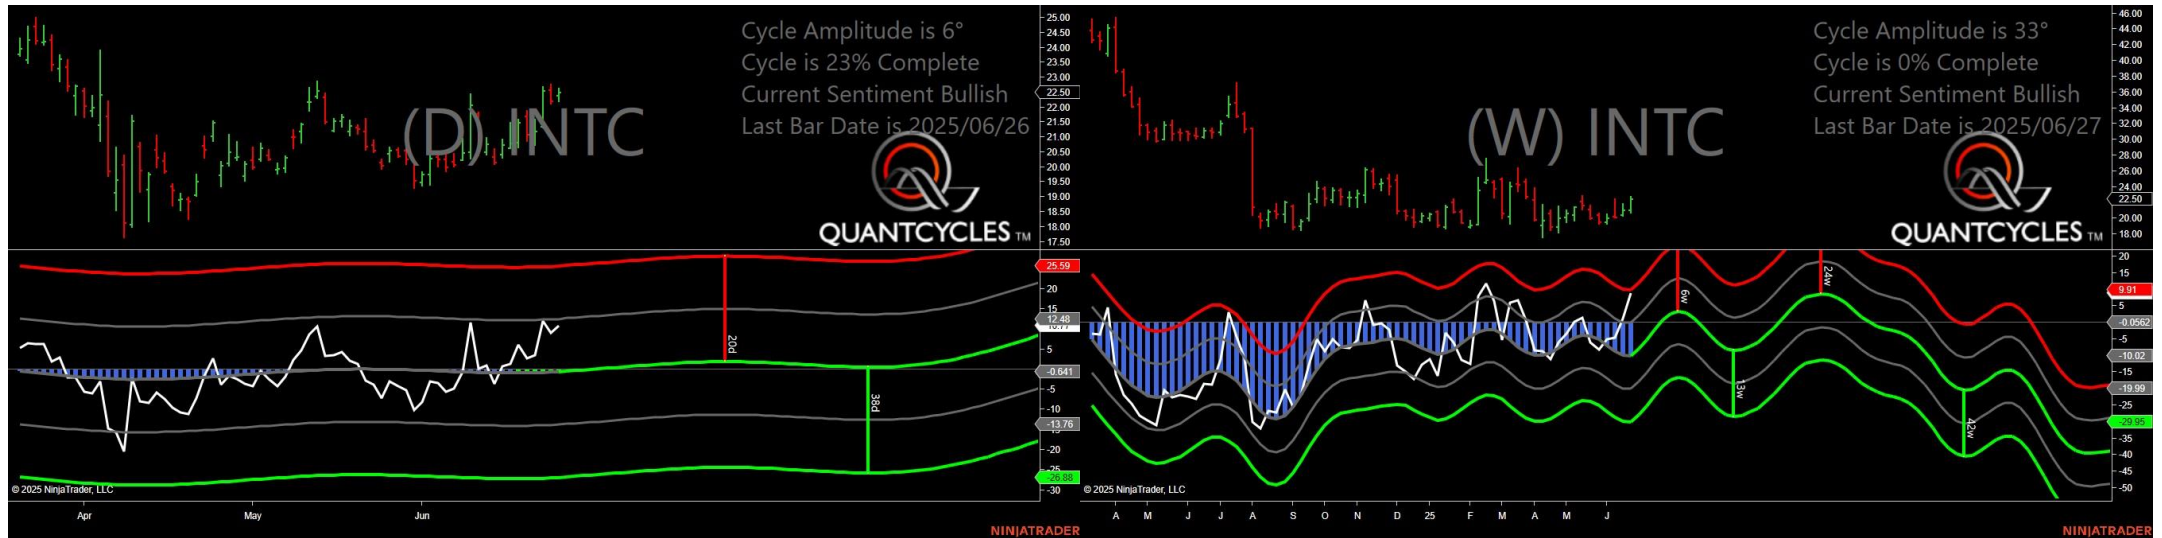 Cycle Amplitude is 6°
Cycle is 23% Complete
Current Sentiment Bullish
Last Bar Date is 2025/06/26
(D) INTC
QUANTCYCLES TM
25.00
24.50
24.00
23.50
23.00
22.50
22.00
21.50
21.00
20.50
20.00
19.50
19.00
18.50
18.00
17.50
25.59
20
15
12.48
5
-0.641
-5
-10
-13.76
-20
-25
-26.88
-30
20d
38d
© 2025 NinjaTrader, LLC
Apr
May
Jun
NINJATRADER
Cycle Amplitude is 33°
Cycle is 0% Complete
Current Sentiment Bullish
Last Bar Date is 2025/06/27
(W) INTC
QUANTCYCLES TM
46.00
44.00
42.00
40.00
38.00
36.00
34.00
32.00
30.00
28.00
26.00
24.00
22.50
20.00
18.00
20
15
9.91
5
-0.0562
-5
-10.02
-15
-19.99
-25
-29.95
-35
-40
-45
-50
6w
13w
24w
42w
© 2025 NinjaTrader, LLC
A M J J A S O N D 25 F M A M J
NINJATRADER